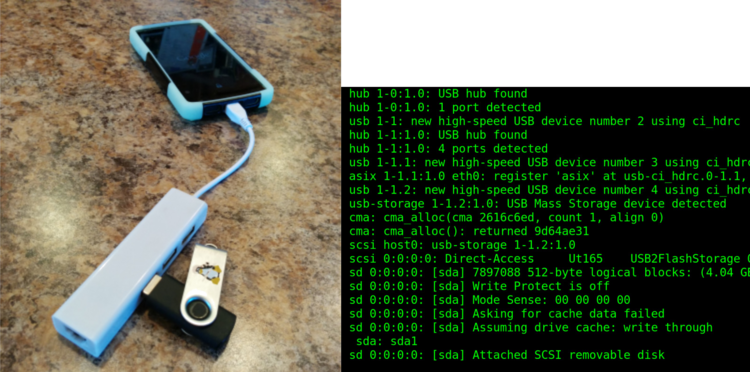 hub 1-0:1.0: USB hub found
hub 1-0:1.0: 1 port detected
usb 1-1: new high-speed USB device number 2 using ci_hdrc
hub 1-1:1.0: USB hub found
hub 1-1:1.0: 4 ports detected
usb 1-1.1: new high-speed USB device number 3 using ci_hdrc
asix 1-1.1:1.0 eth0: register 'asix' at usb-ci_hdrc.0-1.1,
usb 1-1.2: new high-speed USB device number 4 using ci_hdrc
usb-storage 1-1.2:1.0: USB Mass Storage device detected
cma: cma_alloc(cma 2616c6ed, count 1, align 0)
cma: cma_alloc(): returned 9d64ae31
scsi host0: usb-storage 1-1.2:1.0
scsi 0:0:0:0: Direct-Access     Ut165    USB2FlashStorage
sd 0:0:0:0: [sda] 7897088 512-byte logical blocks: (4.04
sd 0:0:0:0: [sda] Write Protect is off
sd 0:0:0:0: [sda] Mode Sense: 00 00 00 00
sd 0:0:0:0: [sda] Asking for cache data failed
sd 0:0:0:0: [sda] Assuming drive cache: write through
 sda: sda1
sd 0:0:0:0: [sda] Attached SCSI removable disk